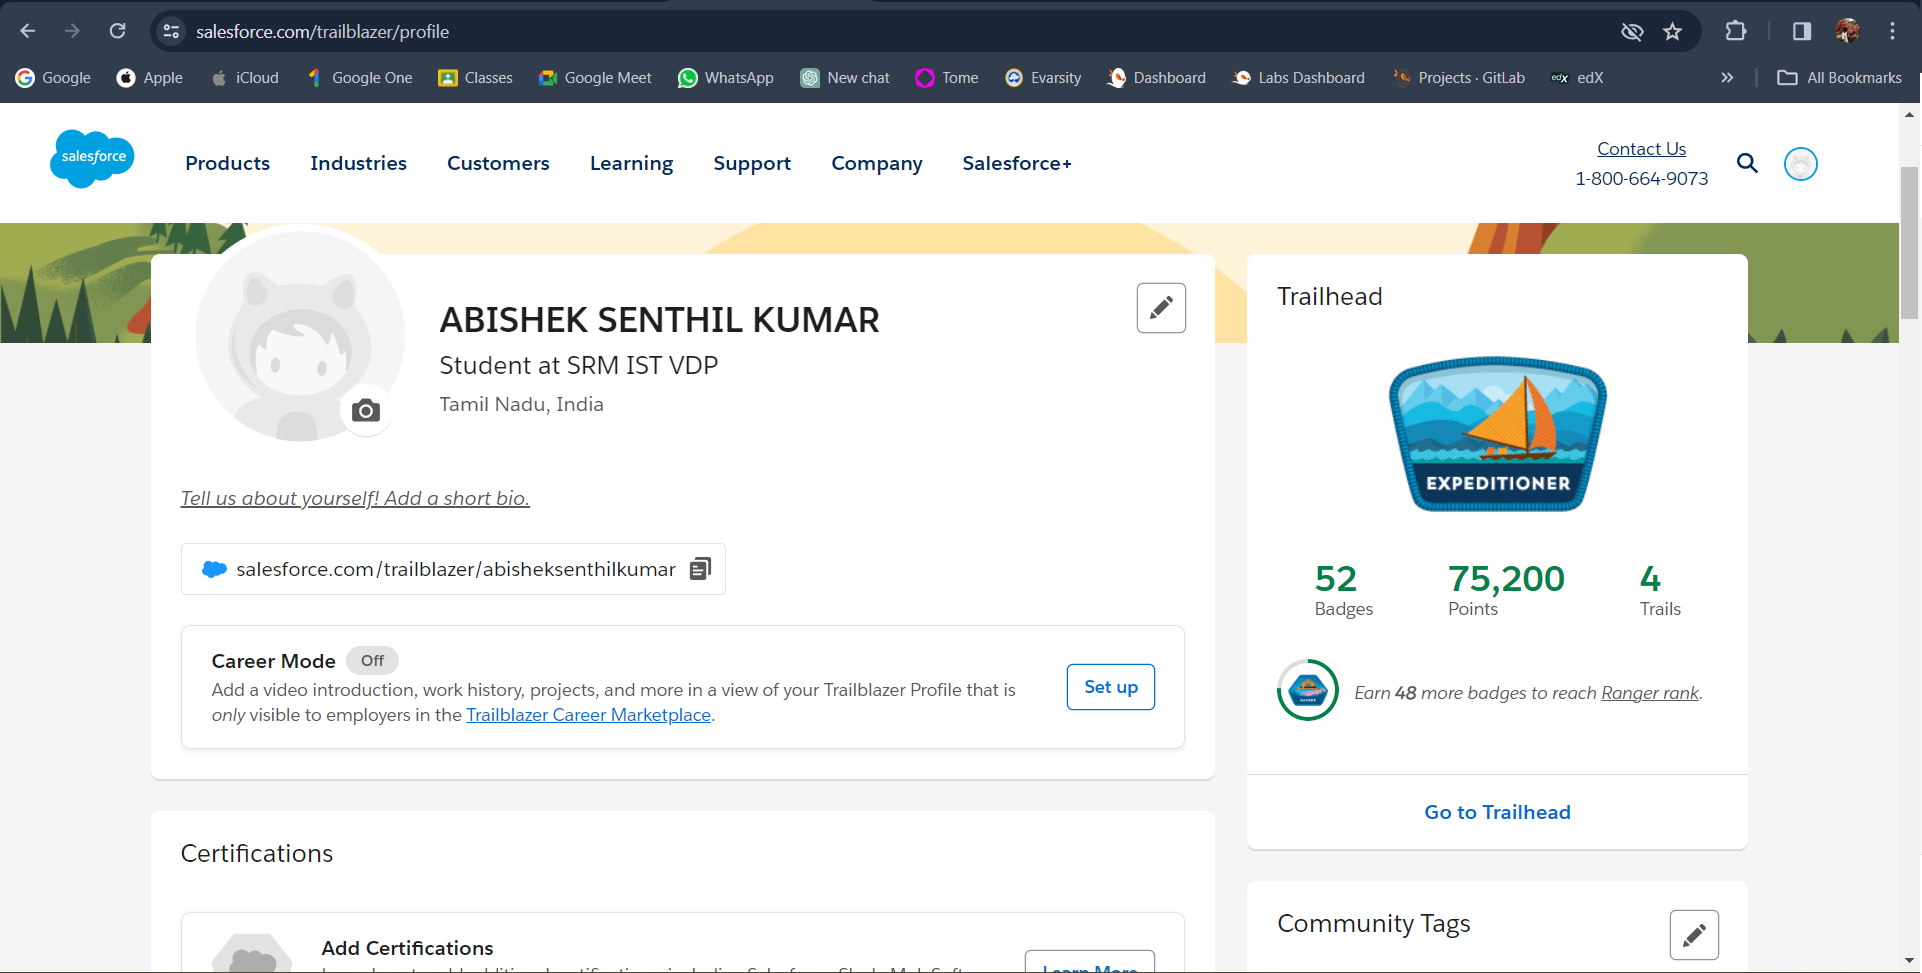 salesforce.com/trailblazer/profile
Google Apple iCloud Google One Classes Google Meet WhatsApp New chat Tome Evarsity Dashboard Labs Dashboard Projects · GitLab edX edX » All Bookmarks
salesforce
Products Industries Customers Learning Support Company Salesforce+
Contact Us
1-800-664-9073
ABISHEK SENTHIL KUMAR
Student at SRM IST VDP
Tamil Nadu, India
Tell us about yourself! Add a short bio.
salesforce.com/trailblazer/abisheksenthilkumar
Career Mode Off
Add a video introduction, work history, projects, and more in a view of your Trailblazer Profile that is
only visible to employers in the Trailblazer Career Marketplace.
Set up
Certifications
Add Certifications
Learn More
Trailhead
EXPEDITIONER
52 75,200 4
Badges Points Trails
Earn 48 more badges to reach Ranger rank.
Go to Trailhead
Community Tags